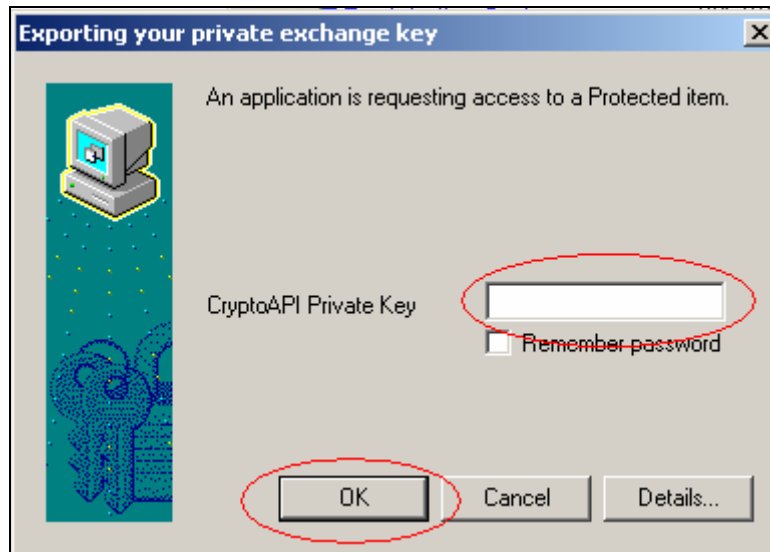 Exporting your private exchange key
An application is requesting access to a Protected item.
CryptoAPI Private Key
Remember password
OK Cancel Details...